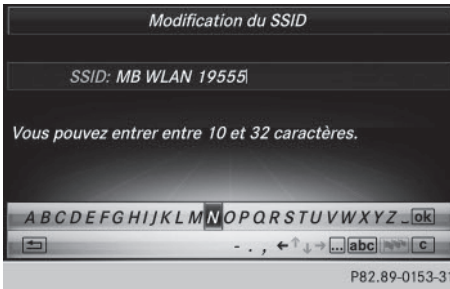 Modification du SSID
SSID: MB WLAN 19555
Vous pouvez entrer entre 10 et 32 caractères.
A B C D E F G H I J K L M N O P Q R S T U V W X Y Z _ ok
- . , ←↑↓→ ... abc c
P82.89-0153-31